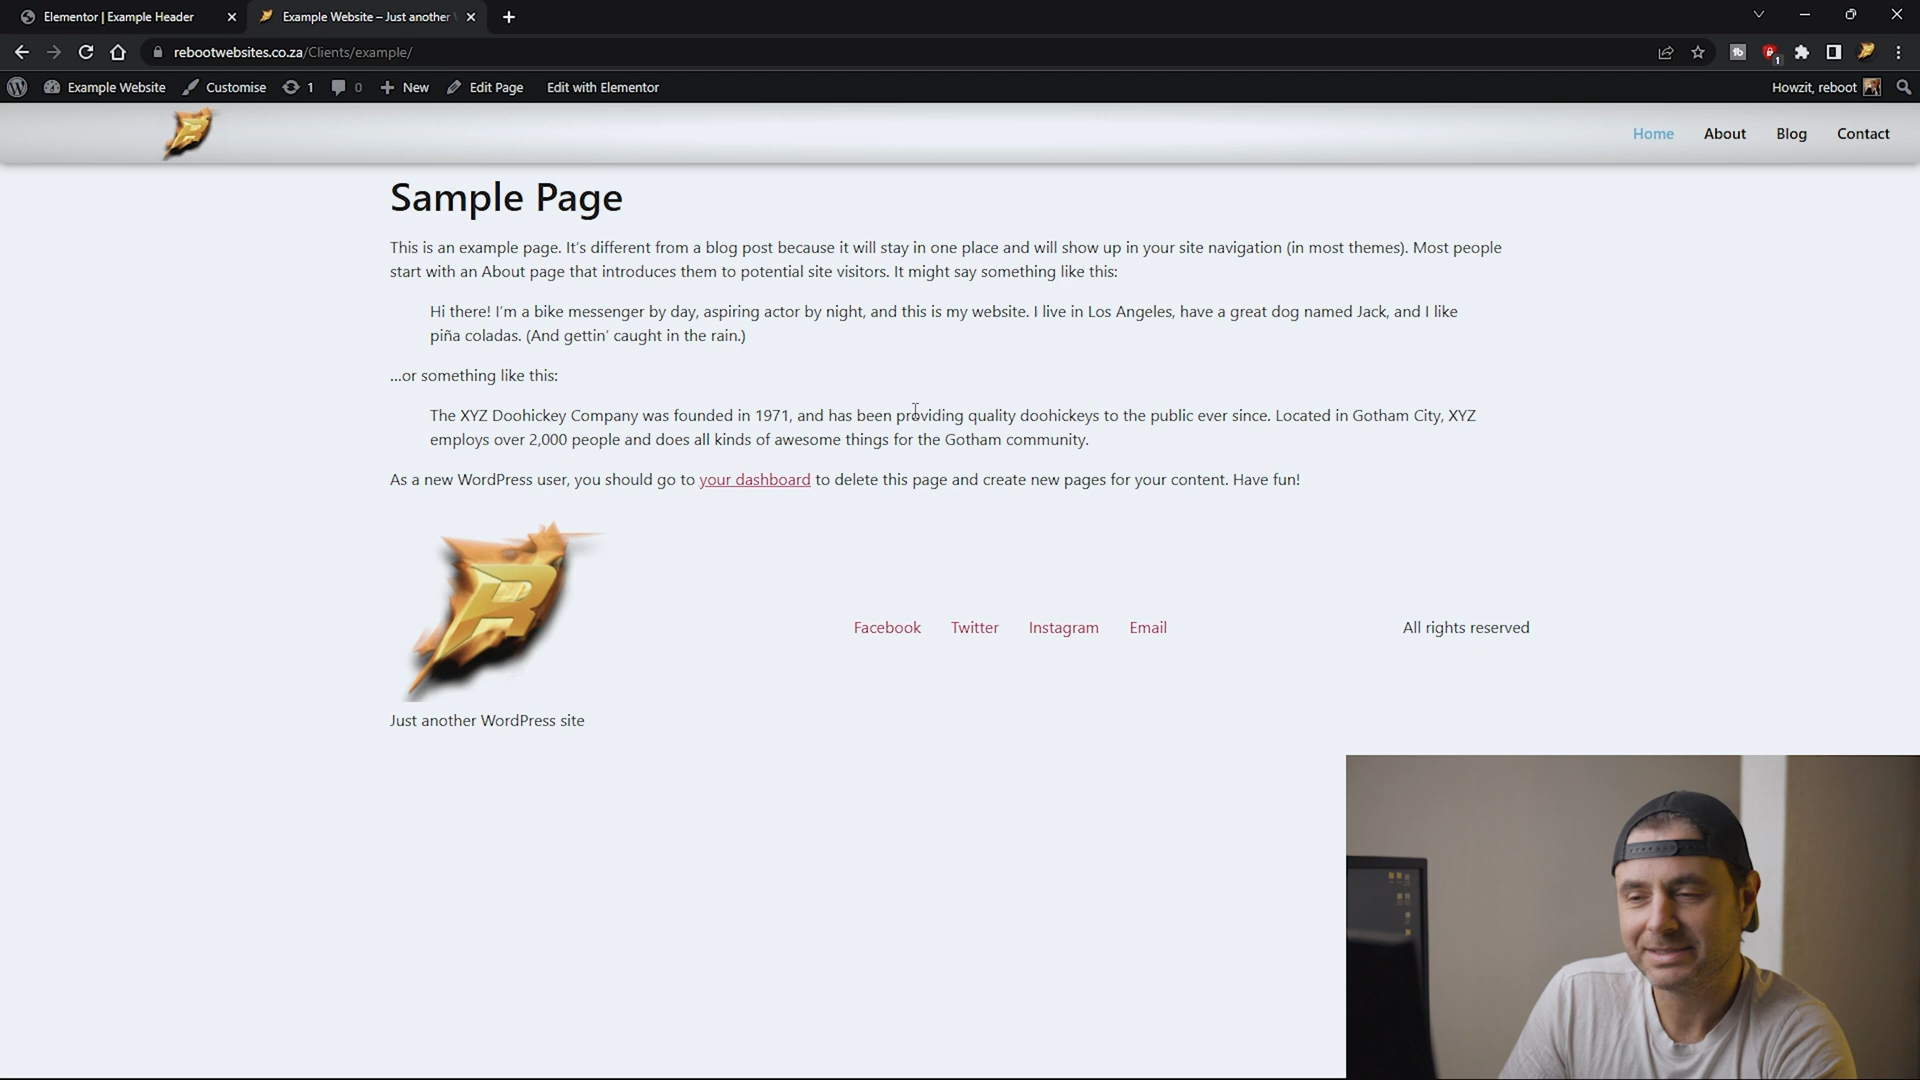 Elementor | Example Header
Example Website – Just another
rebootwebsites.co.za/Clients/example/
1
Example Website
Customise
1
0
New
Edit Page
Edit with Elementor
Howzit, reboot
Home
About
Blog
Contact
Sample Page
This is an example page. It’s different from a blog post because it will stay in one place and will show up in your site navigation (in most themes). Most people
start with an About page that introduces them to potential site visitors. It might say something like this:
Hi there! I’m a bike messenger by day, aspiring actor by night, and this is my website. I live in Los Angeles, have a great dog named Jack, and I like
piña coladas. (And gettin’ caught in the rain.)
…or something like this:
The XYZ Doohickey Company was founded in 1971, and has been providing quality doohickeys to the public ever since. Located in Gotham City, XYZ
employs over 2,000 people and does all kinds of awesome things for the Gotham community.
As a new WordPress user, you should go to your dashboard to delete this page and create new pages for your content. Have fun!
R
Facebook
Twitter
Instagram
Email
All rights reserved
Just another WordPress site